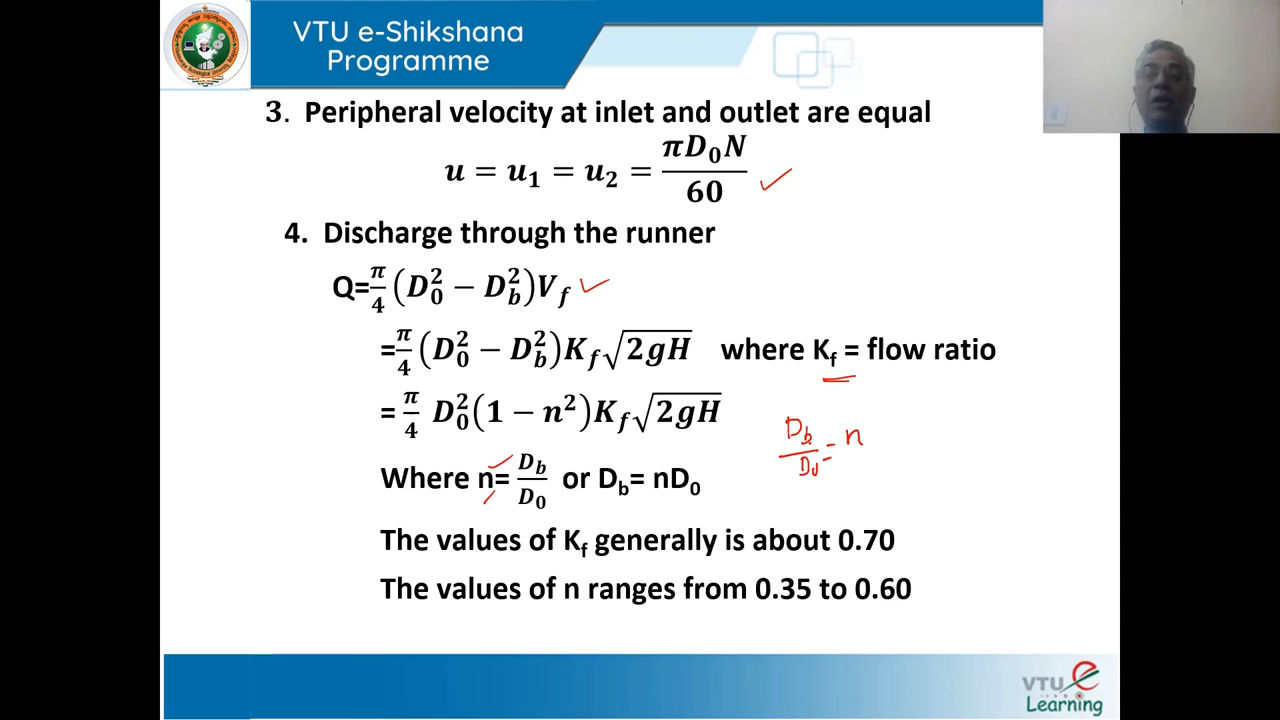 VTU e-Shikshana
Programme
3. Peripheral velocity at inlet and outlet are equal
u = u₁ = u₂ = πD₀N/60
4. Discharge through the runner
Q=π/4 (D₀² − D_b²)V_f
=π/4 (D₀² − D_b²)K_f√2gH where K_f = flow ratio
= π/4 D₀²(1 − n²)K_f√2gH
D_b/D₀ = n
Where n= D_b/D₀ or D_b= nD₀
The values of K_f generally is about 0.70
The values of n ranges from 0.35 to 0.60
VTU e
Learning